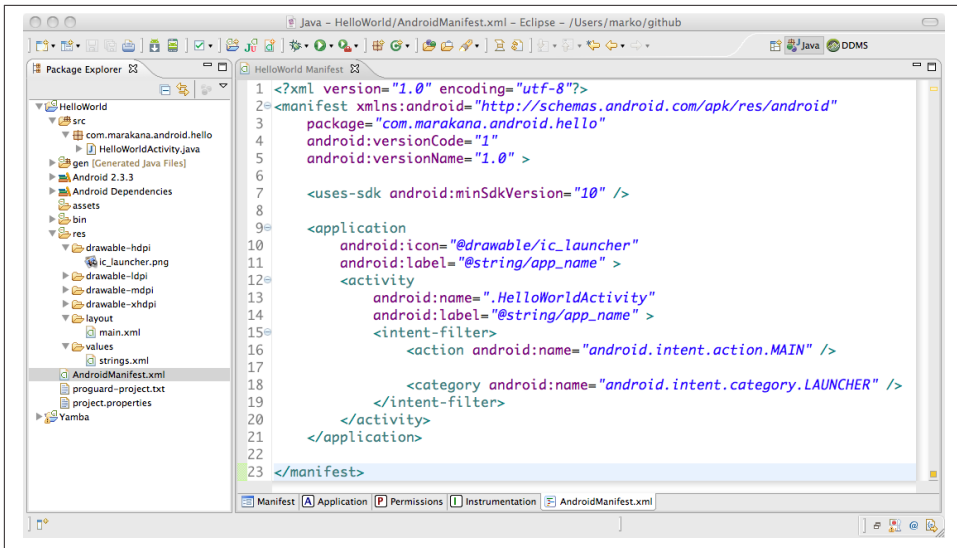 Java – HelloWorld/AndroidManifest.xml – Eclipse – /Users/marko/github
Java DDMS
Package Explorer
HelloWorld
src
com.marakana.android.hello
HelloWorldActivity.java
gen [Generated Java Files]
Android 2.3.3
Android Dependencies
assets
bin
res
drawable-hdpi
ic_launcher.png
drawable-ldpi
drawable-mdpi
drawable-xhdpi
layout
main.xml
values
strings.xml
AndroidManifest.xml
proguard-project.txt
project.properties
Yamba
HelloWorld Manifest
1 <?xml version="1.0" encoding="utf-8"?>
2 <manifest xmlns:android="http://schemas.android.com/apk/res/android"
3 package="com.marakana.android.hello"
4 android:versionCode="1"
5 android:versionName="1.0" >
6
7 <uses-sdk android:minSdkVersion="10" />
8
9 <application
10 android:icon="@drawable/ic_launcher"
11 android:label="@string/app_name" >
12 <activity
13 android:name=".HelloWorldActivity"
14 android:label="@string/app_name" >
15 <intent-filter>
16 <action android:name="android.intent.action.MAIN" />
17
18 <category android:name="android.intent.category.LAUNCHER" />
19 </intent-filter>
20 </activity>
21 </application>
22
23 </manifest>
Manifest A Application P Permissions I Instrumentation AndroidManifest.xml